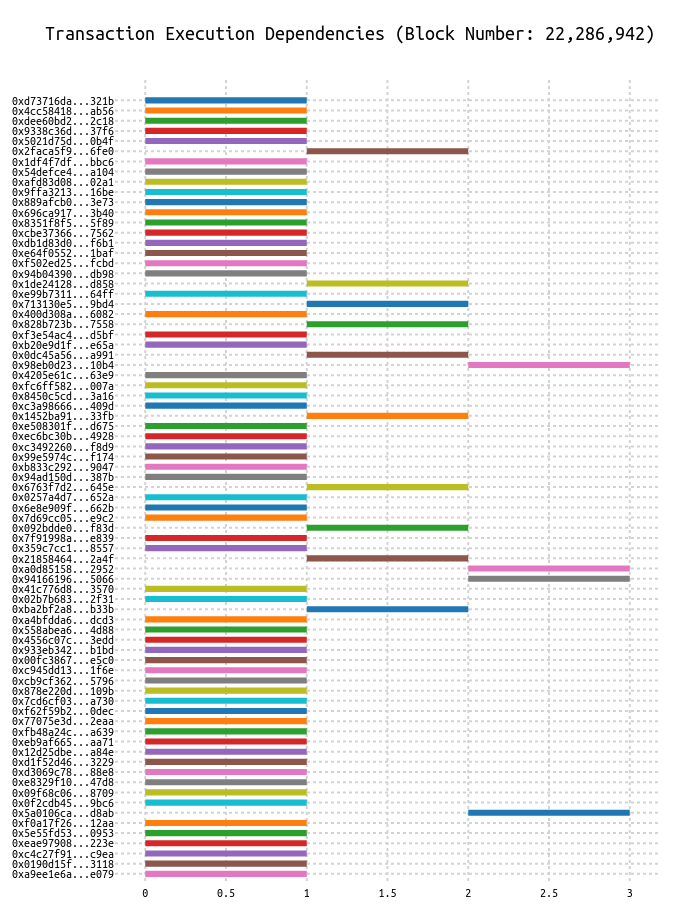 Transaction Execution Dependencies (Block Number: 22,286,942)
0xd73716da...321b
0x4cc58418...ab56
0xdee60bd2...2c18
0x9338c36d...37f6
0x5021d75d...0b4f
0x2faca5f9...6fe0
0x1df4f7df...bbc6
0x54defce4...a104
0xafd83d08...02a1
0x9ffa3213...16be
0x889afcb0...3e73
0x696ca917...3b40
0x8351f8f5...5f89
0xcbe37366...7562
0xdb1d83d0...f6b1
0xe64f0552...1baf
0xf502ed25...fcbd
0x94b04390...db98
0x1de24128...d858
0xe99b7311...64ff
0x713130e5...9bd4
0x400d308a...6082
0x828b723b...7558
0xf3e54ac4...d5bf
0xb20e9d1f...e65a
0x0dc45a56...a991
0x98eb0d23...10b4
0x4205e61c...63e9
0xfc6ff582...007a
0x8450c5cd...3a16
0xc3a98666...409d
0x1452ba91...33fb
0xe508301f...d675
0xec6bc30b...4928
0xc3492260...f8d9
0x99e5974c...f174
0xb833c292...9047
0x94ad150d...387b
0x6763f7d2...645e
0x0257a4d7...652a
0x6e8e909f...662b
0x7d69cc05...e9c2
0x092bdde0...f83d
0x7f91998a...e839
0x359c7cc1...8557
0x21858464...2a4f
0xa0d85158...2952
0x94166196...5066
0x41c776d8...3570
0x02b7b683...2f31
0xba2bf2a8...b33b
0xa4bfdda6...dcd3
0x558abea6...4d88
0x4556c07c...3edd
0x933eb342...b1bd
0x00fc3867...e5c0
0xc945dd13...1f6e
0xcb9cf362...5796
0x878e220d...109b
0x7cd6cf03...a730
0xf62f59b2...0dec
0x77075e3d...2eaa
0xfb48a24c...a639
0xeb9af665...aa71
0x12d25dbe...a84e
0xd1f52d46...3229
0xd3069c78...88e8
0xe8329f10...47d8
0x09f68c06...8709
0x0f2cdb45...9bc6
0x5a0106ca...d8ab
0xf0a17f26...12aa
0x5e55fd53...0953
0xeae97908...223e
0xc4c27f91...c9ea
0x0190d15f...3118
0xa9ee1e6a...e079
0 0.5 1 1.5 2 2.5 3